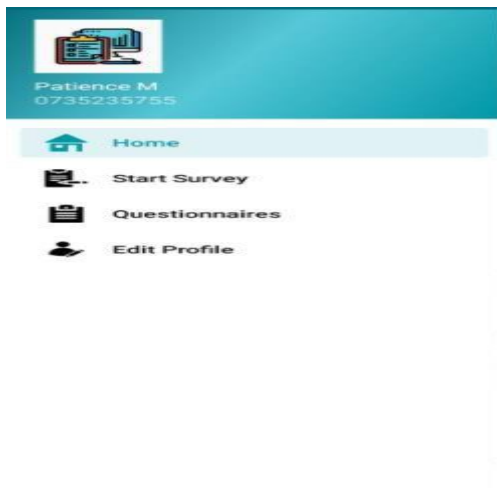 Patience M
0735235755
Home
Start Survey
Questionnaires
Edit Profile